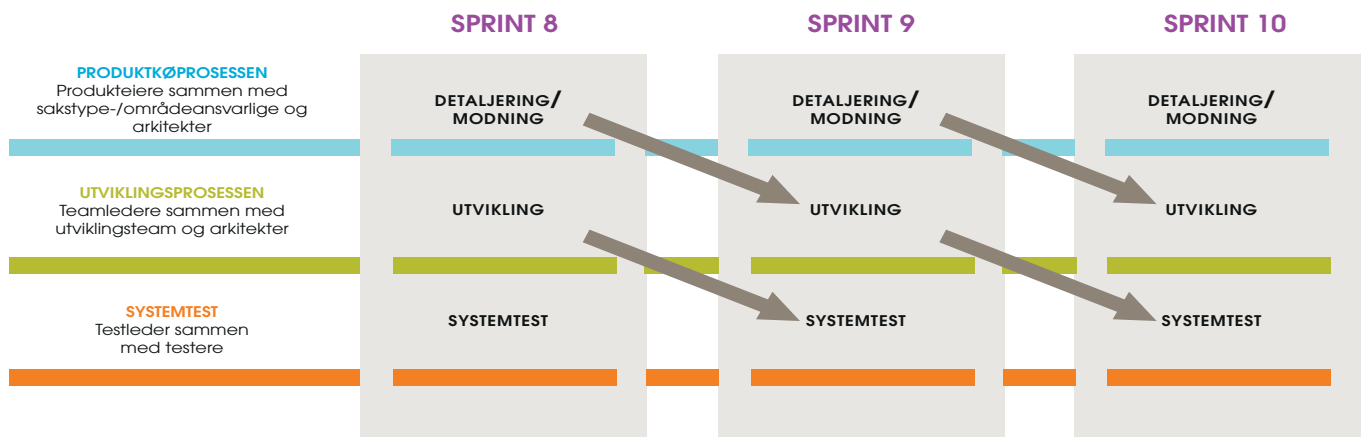 SPRINT 8
SPRINT 9
SPRINT 10
PRODUKTKØPROSESSEN
Produkteiere sammen med
sakstype-/områdeansvarlige og
arkitekter
DETALJERING/
MODNING
DETALJERING/
MODNING
DETALJERING/
MODNING
UTVIKLINGSPROSESSEN
Teamledere sammen med
utviklingsteam og arkitekter
UTVIKLING
UTVIKLING
UTVIKLING
SYSTEMTEST
Testleder sammen
med testere
SYSTEMTEST
SYSTEMTEST
SYSTEMTEST